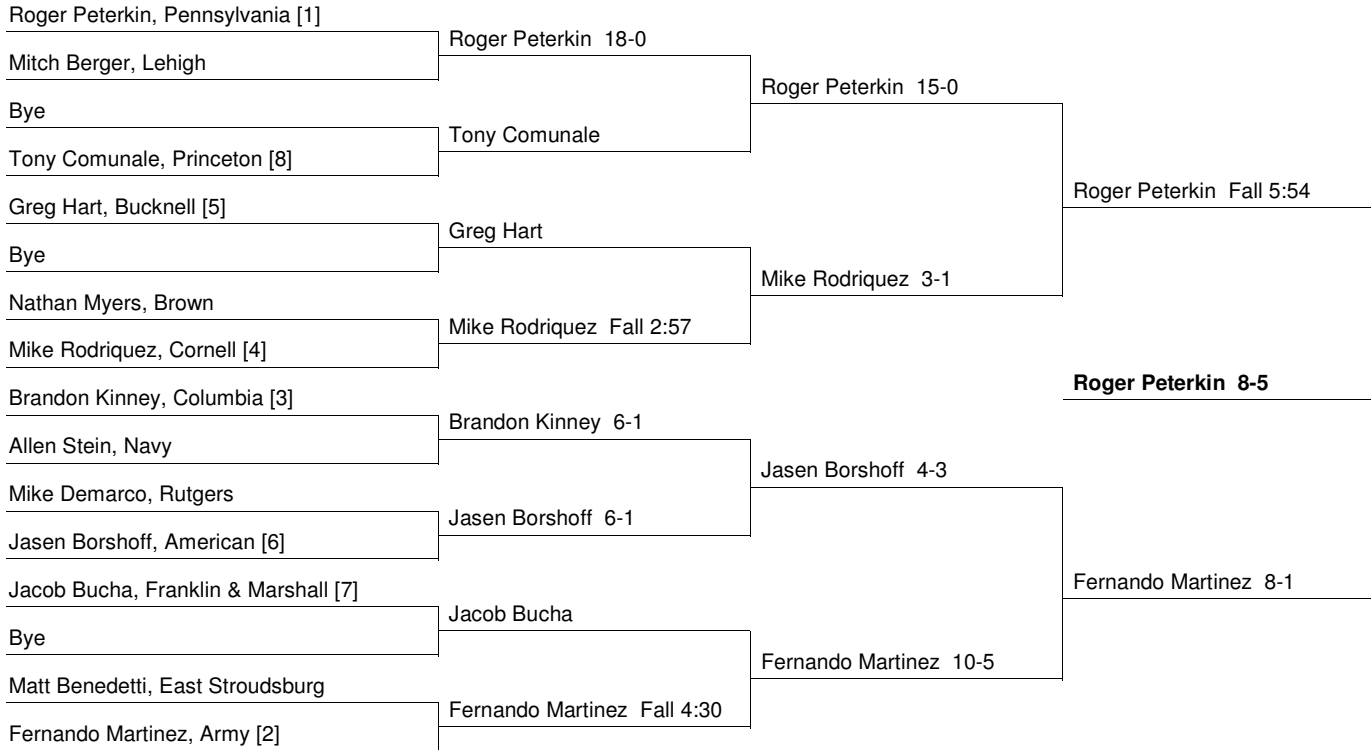 Roger Peterkin, Pennsylvania [1]
Mitch Berger, Lehigh
Bye
Tony Comunale, Princeton [8]
Greg Hart, Bucknell [5]
Bye
Nathan Myers, Brown
Mike Rodriquez, Cornell [4]
Brandon Kinney, Columbia [3]
Allen Stein, Navy
Mike Demarco, Rutgers
Jasen Borshoff, American [6]
Jacob Bucha, Franklin & Marshall [7]
Bye
Matt Benedetti, East Stroudsburg
Fernando Martinez, Army [2]
Roger Peterkin 18-0
Tony Comunale
Greg Hart
Mike Rodriquez Fall 2:57
Brandon Kinney 6-1
Jasen Borshoff 6-1
Jacob Bucha
Fernando Martinez Fall 4:30
Roger Peterkin 15-0
Mike Rodriquez 3-1
Jasen Borshoff 4-3
Fernando Martinez 10-5
Roger Peterkin Fall 5:54
Fernando Martinez 8-1
Roger Peterkin 8-5